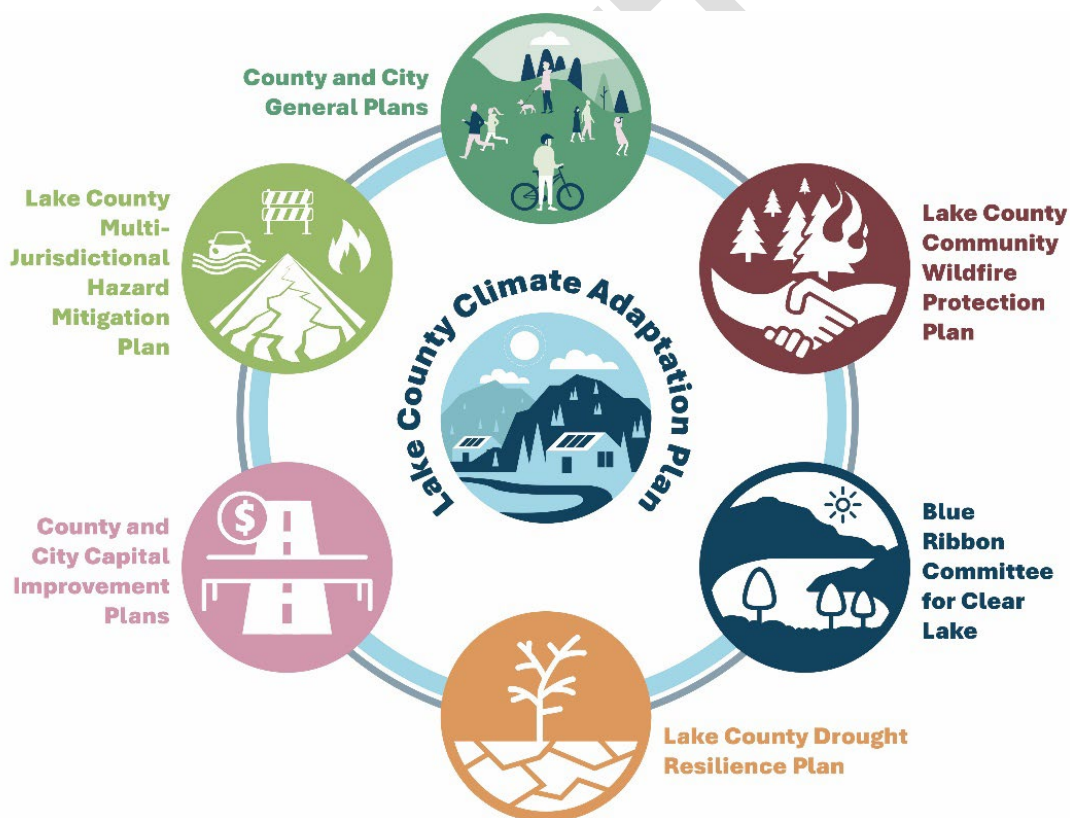 County and City
General Plans
Lake County
Multi-
Jurisdictional
Hazard
Mitigation
Plan
Lake County
Community
Wildfire
Protection
Plan
Lake County Climate Adaptation Plan
$
County and
City Capital
Improvement
Plans
Blue
Ribbon
Committee
for Clear
Lake
Lake County Drought
Resilience Plan